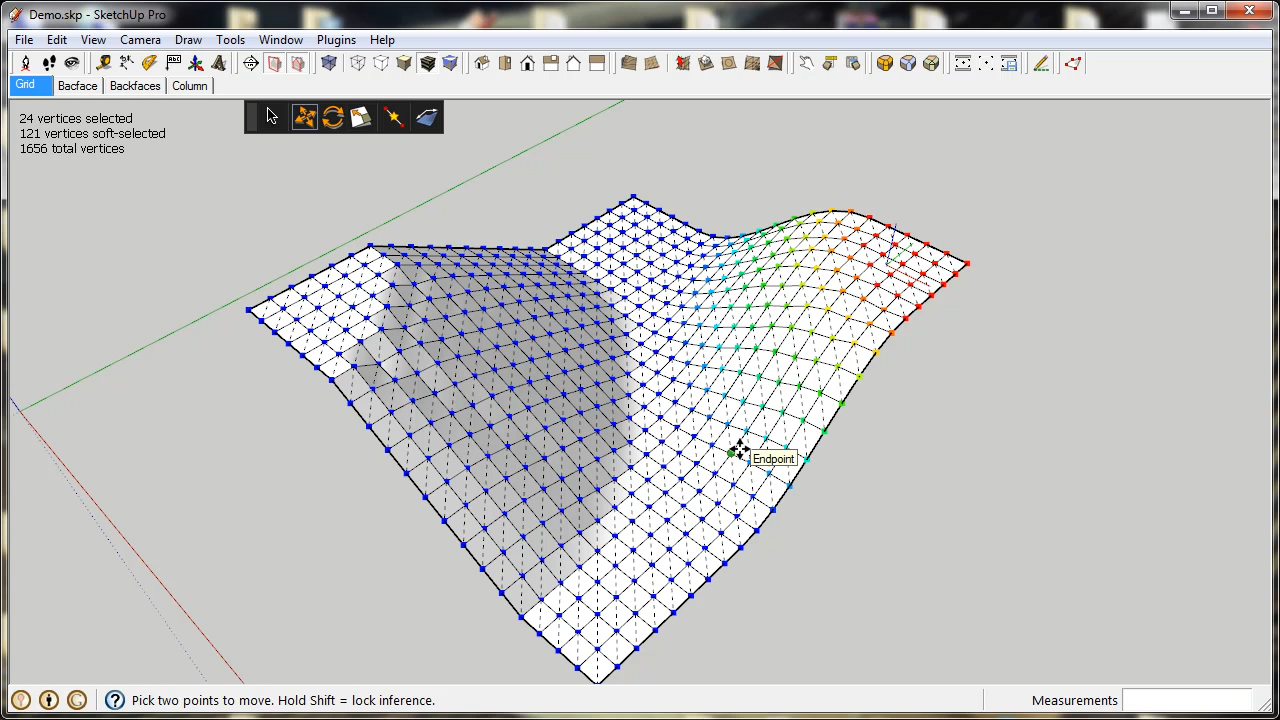 Demo.skp - SketchUp Pro
File Edit View Camera Draw Tools Window Plugins Help
Grid Bacface Backfaces Column
24 vertices selected
121 vertices soft-selected
1656 total vertices
Endpoint
Pick two points to move. Hold Shift = lock inference.
Measurements